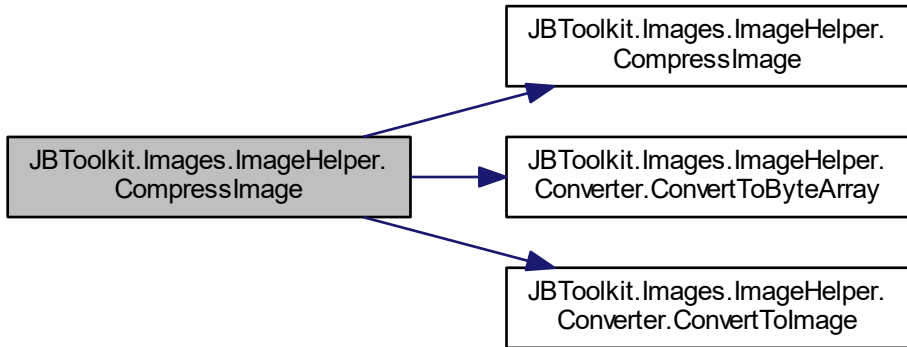 JBToolkit.Images.ImageHelper.
CompressImage
JBToolkit.Images.ImageHelper.
CompressImage
JBToolkit.Images.ImageHelper.
Converter.ConvertToByteArray
JBToolkit.Images.ImageHelper.
Converter.ConvertToImage